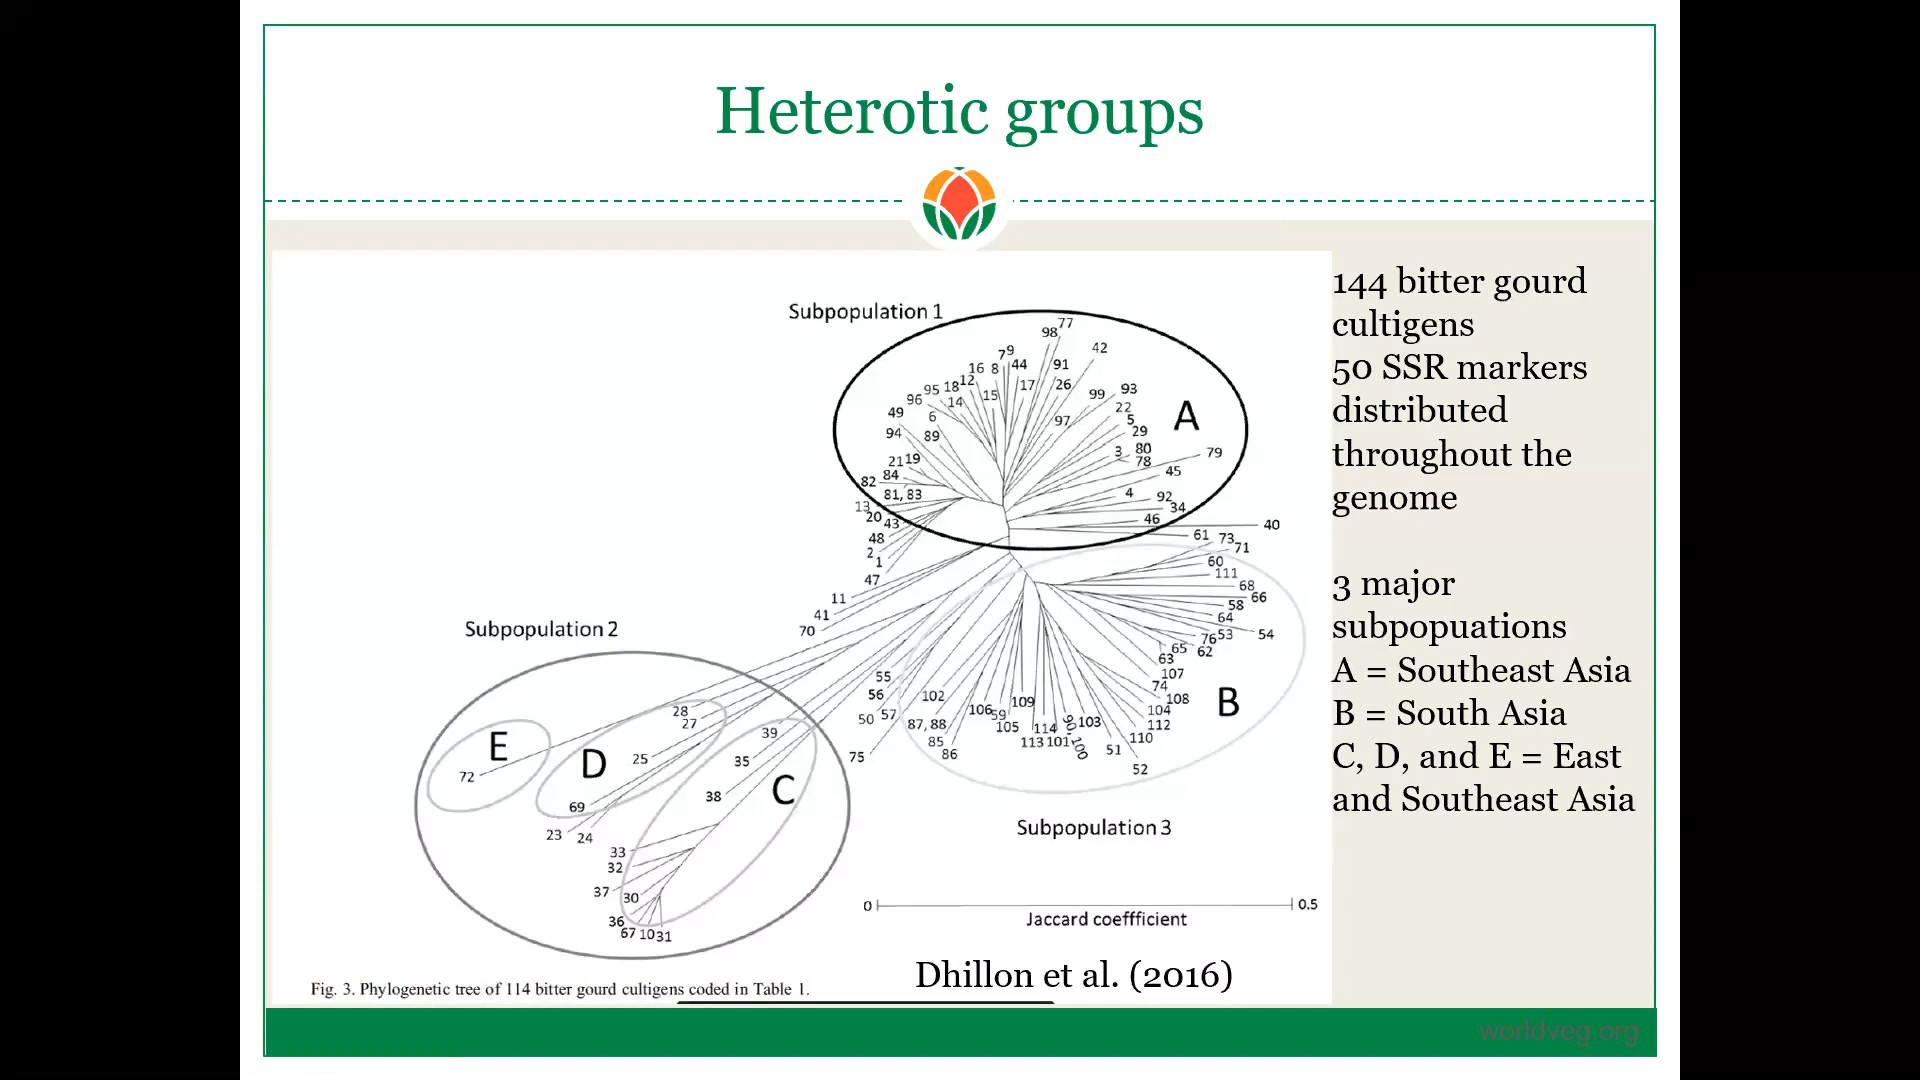 Heterotic groups
Subpopulation 1
77
98
42
79
16 8 44 91
95 18 12 17 26
96 14 15 99 93
49 6 22
94 89 97 5
29
21 19 3 80
84 78 79
82 45
81, 83 4 92
13 34
20 43 46 40
48 61 73
2 71
1 60
47 111
11 68
66
58
41 64
70 76 53 54
65 62
63
Subpopulation 2
55 107
56 102 74
28 109 108
27 50 57 106 59 104
87, 88 105 114 90, 100 103 112
39 85 113 101 110
E D 25 35 75 86 51
72 52
A
B
C
38
69
23 24
33
32
37 30
36
67 10 31
Subpopulation 3
0 0.5
Jaccard coeffficient
Dhillon et al. (2016)
Fig. 3. Phylogenetic tree of 114 bitter gourd cultigens coded in Table 1.
144 bitter gourd
cultigens
50 SSR markers
distributed
throughout the
genome
3 major
subpopuations
A = Southeast Asia
B = South Asia
C, D, and E = East
and Southeast Asia
worldveg.org